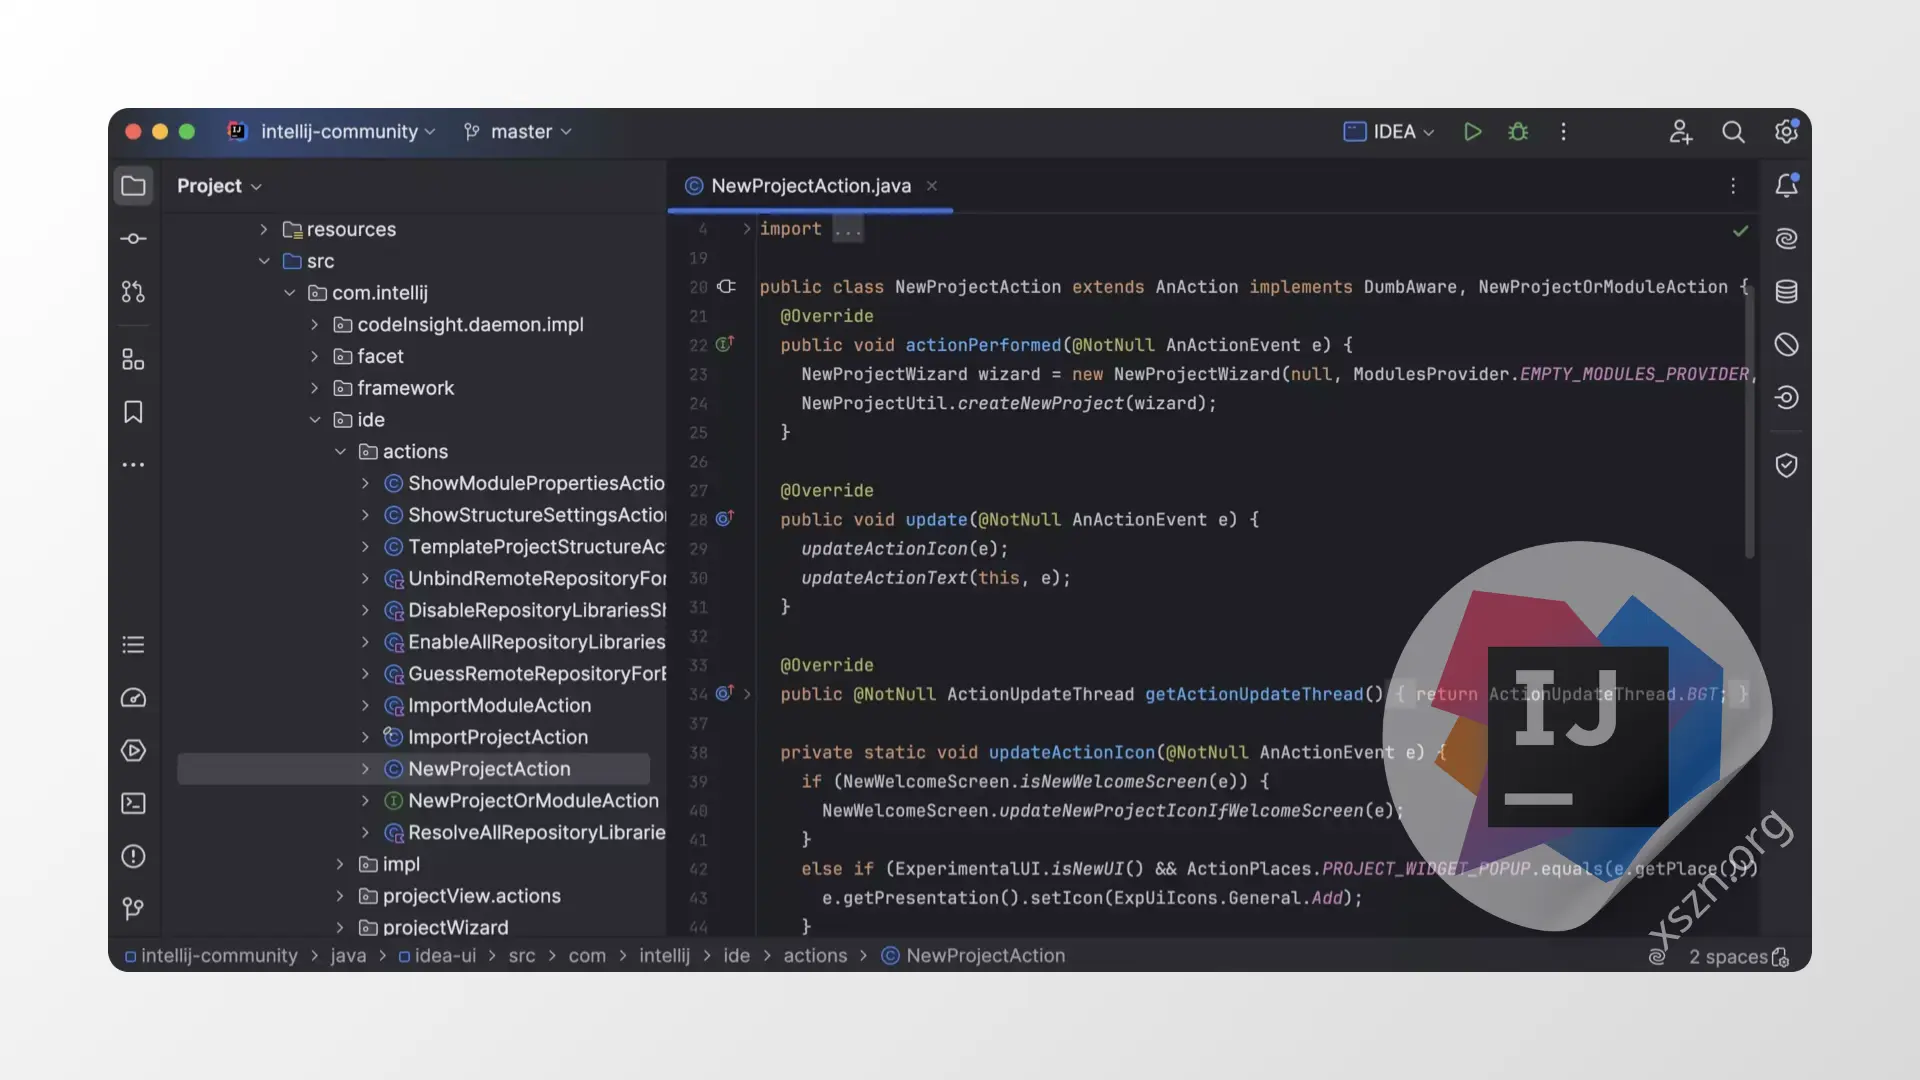 intellij-community
master
IDEA
Project
resources
src
com.intellij
codeInsight.daemon.impl
facet
framework
ide
actions
ShowModulePropertiesActio
ShowStructureSettingsAction
TemplateProjectStructureAc
UnbindRemoteRepositoryFor
DisableRepositoryLibrariesSh
EnableAllRepositoryLibraries
GuessRemoteRepositoryForE
ImportModuleAction
ImportProjectAction
NewProjectAction
NewProjectOrModuleAction
ResolveAllRepositoryLibrarie
impl
projectView.actions
projectWizard
NewProjectAction.java
4 import ...
19
20 public class NewProjectAction extends AnAction implements DumbAware, NewProjectOrModuleAction {
21 @Override
22 public void actionPerformed(@NotNull AnActionEvent e) {
23 NewProjectWizard wizard = new NewProjectWizard(null, ModulesProvider.EMPTY_MODULES_PROVIDER,
24 NewProjectUtil.createNewProject(wizard);
25 }
26
27 @Override
28 public void update(@NotNull AnActionEvent e) {
29 updateActionIcon(e);
30 updateActionText(this, e);
31 }
32
33 @Override
34 public @NotNull ActionUpdateThread getActionUpdateThread() { return ActionUpdateThread.BGT; }
37
38 private static void updateActionIcon(@NotNull AnActionEvent e) {
39 if (NewWelcomeScreen.isNewWelcomeScreen(e)) {
40 NewWelcomeScreen.updateNewProjectIconIfWelcomeScreen(e);
41 }
42 else if (ExperimentalUI.isNewUI() && ActionPlaces.PROJECT_WIDGET_POPUP.equals(e.getPlace()))
43 e.getPresentation().setIcon(ExpUiIcons.General.Add);
44 }
IJ
xszn.org
intellij-community > java > idea-ui > src > com > intellij > ide > actions > NewProjectAction
2 spaces